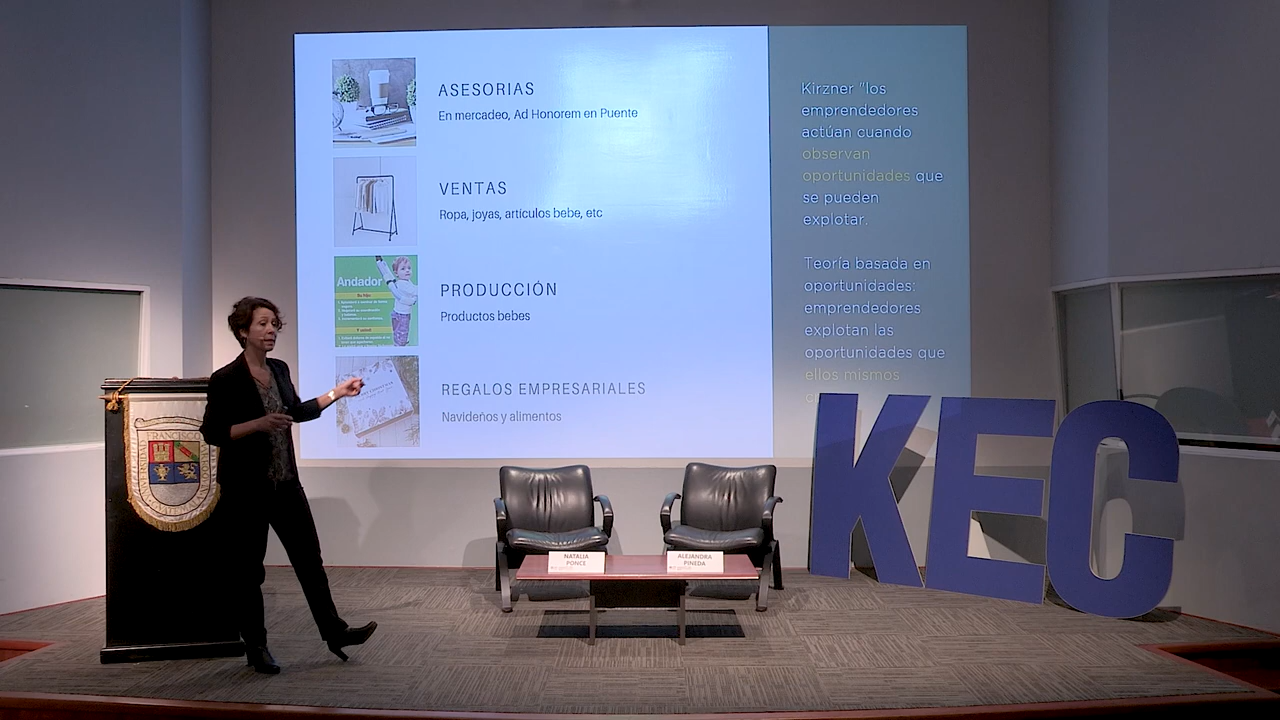 ASESORIAS
En mercadeo, Ad Honorem en Puente
VENTAS
Ropa, joyas, artículos bebe, etc
Andador
PRODUCCIÓN
Productos bebes
REGALOS EMPRESARIALES
Navideños y alimentos
Kirzner "los
emprendedores
actúan cuando
observan
oportunidades que
se pueden
explotar.
Teoría basada en
oportunidades:
emprendedores
explotan las
oportunidades que
ellos mismos
FRANCISCO
NATALIA
PONCE
ALEJANDRA
PINEDA
KEC